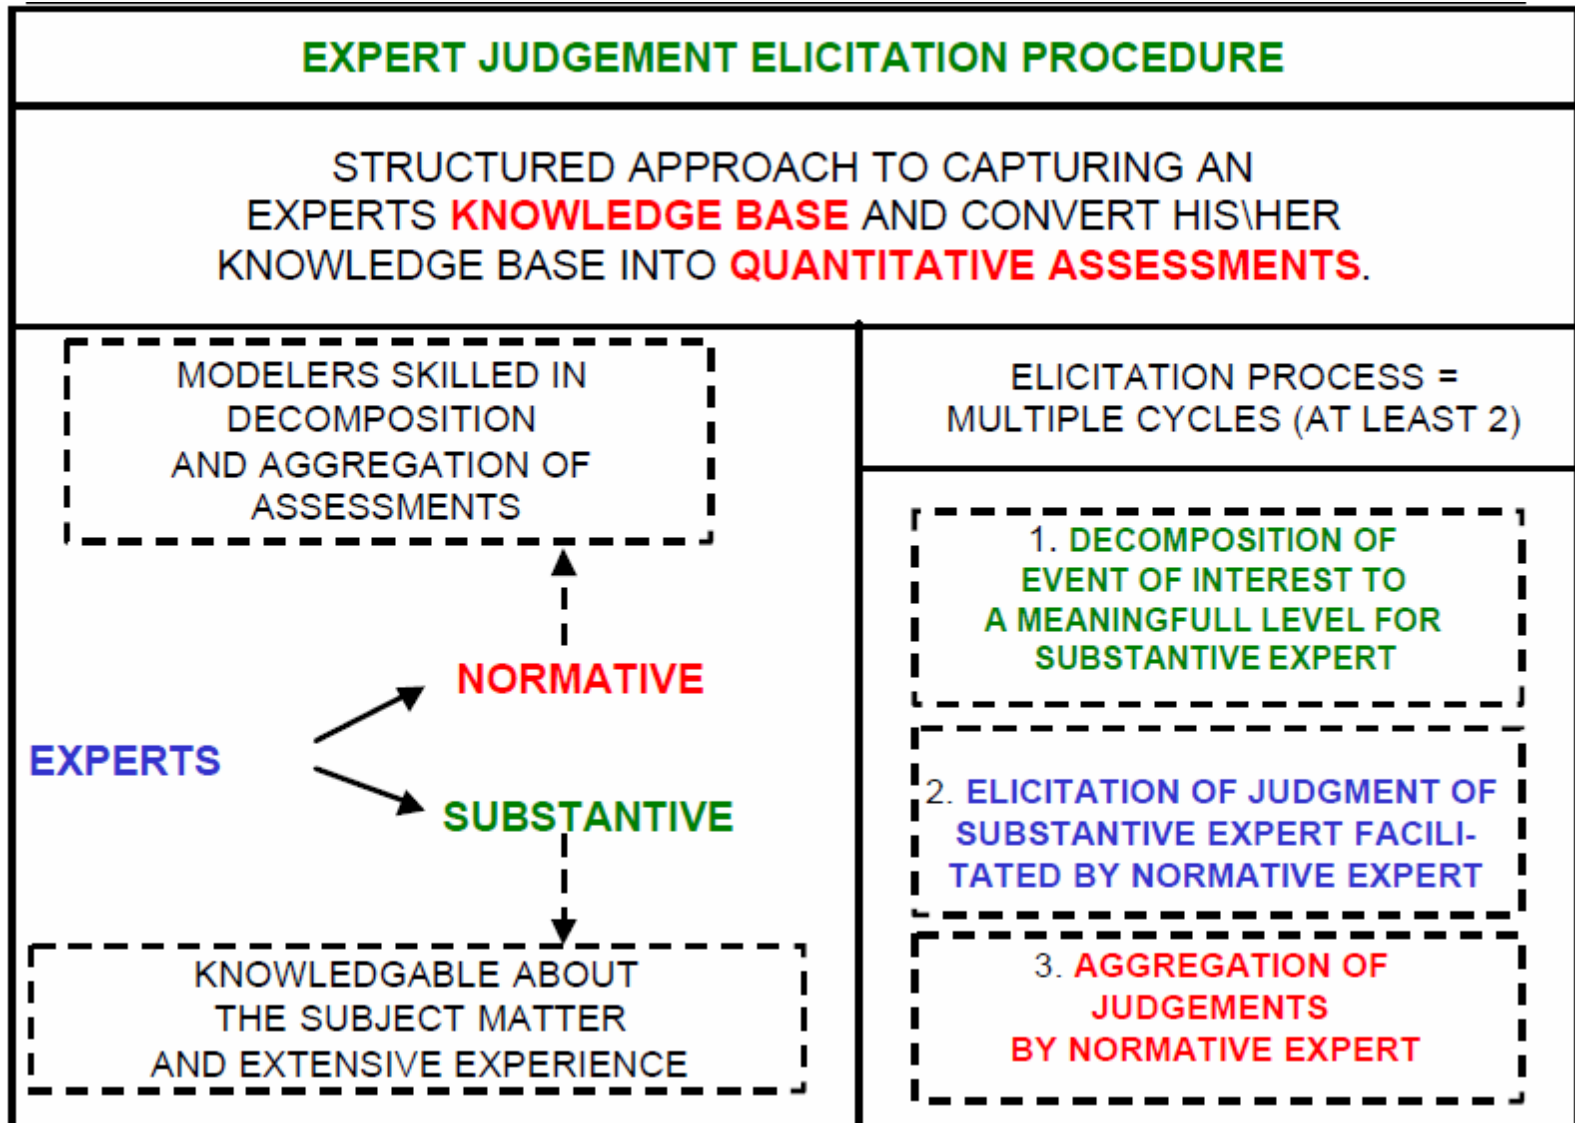 EXPERT JUDGEMENT ELICITATION PROCEDURE
STRUCTURED APPROACH TO CAPTURING AN
EXPERTS KNOWLEDGE BASE AND CONVERT HIS\HER
KNOWLEDGE BASE INTO QUANTITATIVE ASSESSMENTS.
MODELERS SKILLED IN
DECOMPOSITION
AND AGGREGATION OF
ASSESSMENTS
NORMATIVE
EXPERTS
SUBSTANTIVE
KNOWLEDGABLE ABOUT
THE SUBJECT MATTER
AND EXTENSIVE EXPERIENCE
ELICITATION PROCESS =
MULTIPLE CYCLES (AT LEAST 2)
1. DECOMPOSITION OF
EVENT OF INTEREST TO
A MEANINGFULL LEVEL FOR
SUBSTANTIVE EXPERT
2. ELICITATION OF JUDGMENT OF
SUBSTANTIVE EXPERT FACILI-
TATED BY NORMATIVE EXPERT
3. AGGREGATION OF
JUDGEMENTS
BY NORMATIVE EXPERT